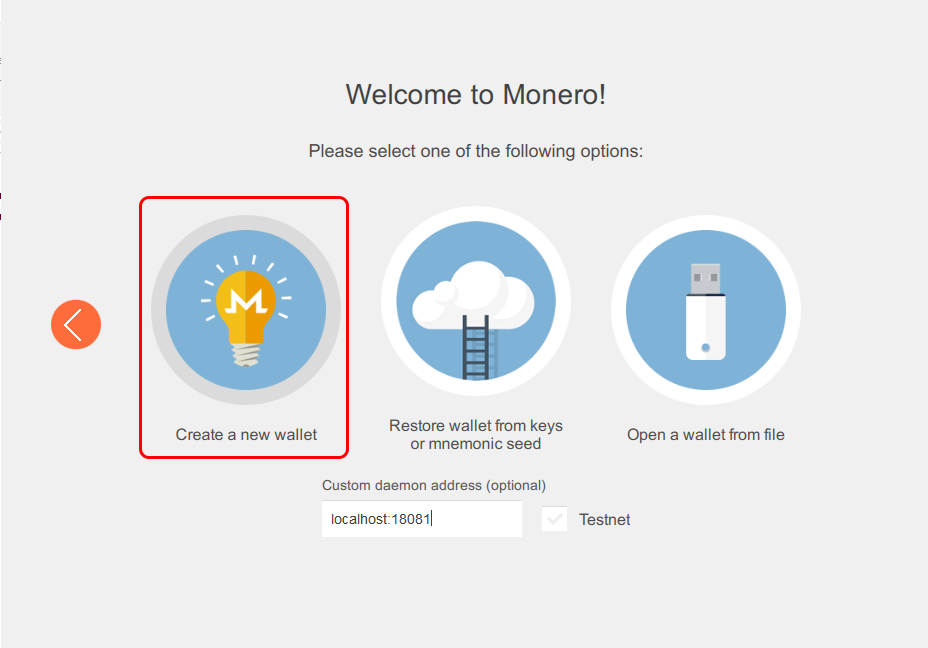 Welcome to Monero!
Please select one of the following options:
Create a new wallet
Restore wallet from keys
or mnemonic seed
Open a wallet from file
Custom daemon address (optional)
localhost:18081
Testnet